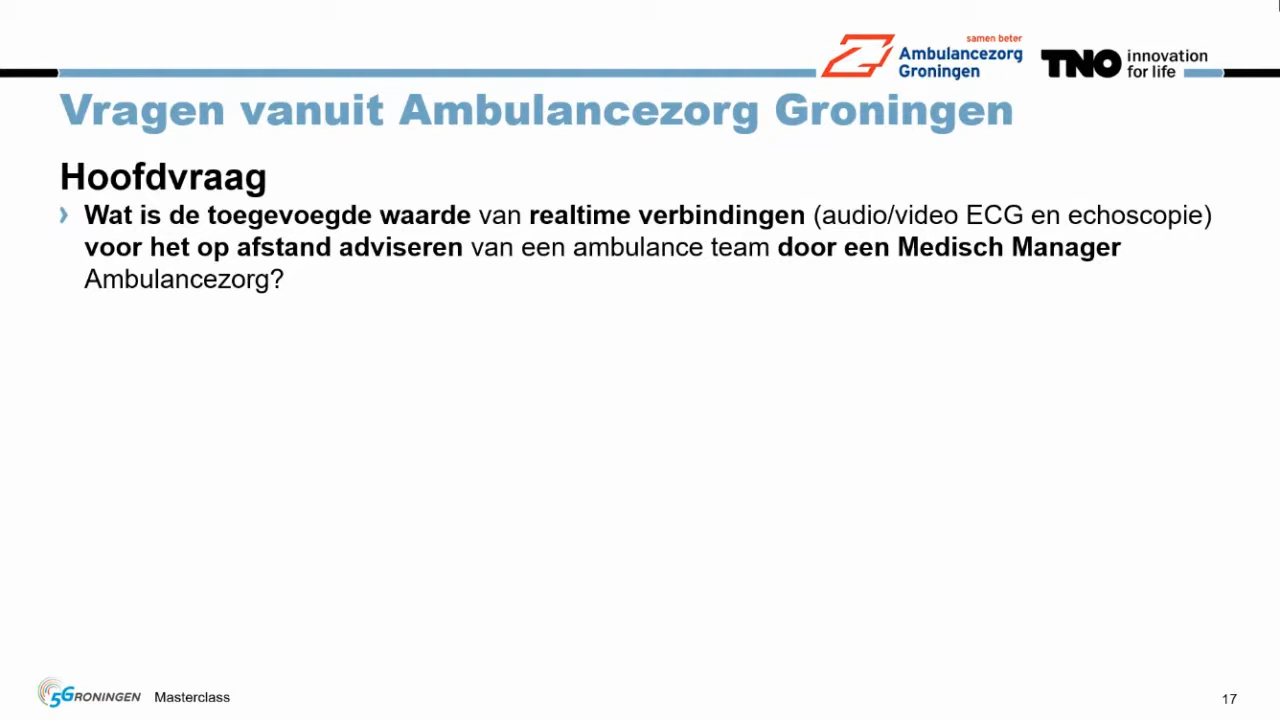 samen beter
Ambulancezorg
Groningen
TNO innovation
for life
Vragen vanuit Ambulancezorg Groningen
Hoofdvraag
› Wat is de toegevoegde waarde van realtime verbindingen (audio/video ECG en echoscopie)
voor het op afstand adviseren van een ambulance team door een Medisch Manager
Ambulancezorg?
5GRONINGEN Masterclass
17